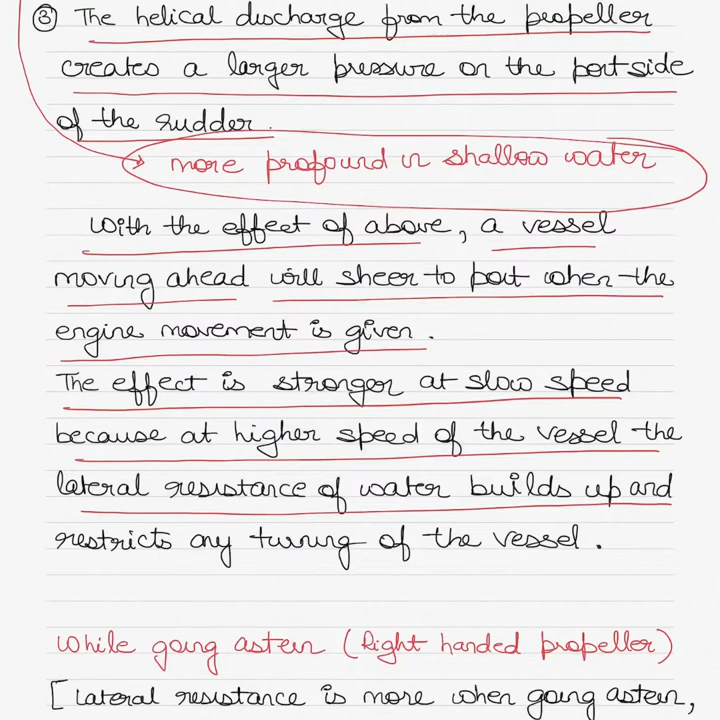 ③ The helical discharge from the propeller
creates a larger pressure on the port side
of the rudder.
more profound in shallow water
With the effect of above, a vessel
moving ahead will sheer to port when the
engine movement is given.
The effect is stronger at slow speed
because at higher speed of the vessel the
lateral resistance of water builds up and
restricts any turning of the vessel.
While going astern (Right handed propeller)
[lateral resistance is more when going astern,